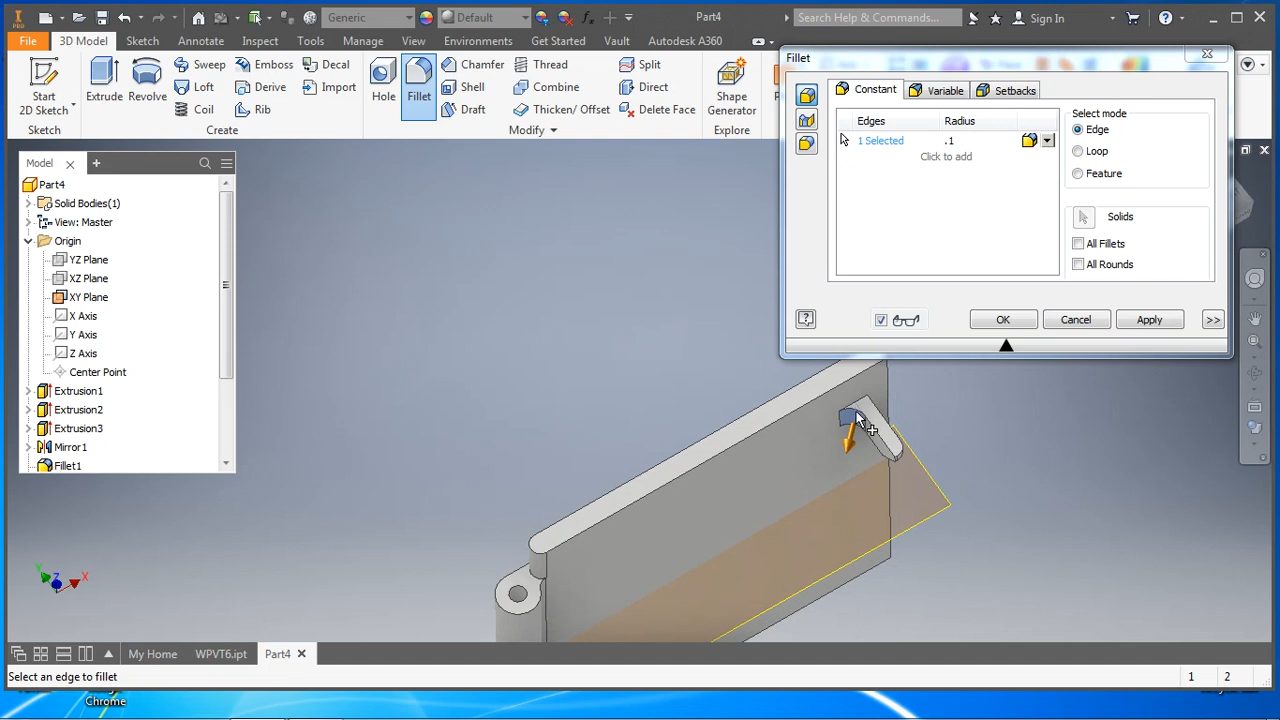 PRO
Generic
Default
Part4
Search Help & Commands...
Sign In
File
3D Model
Sketch
Annotate
Inspect
Tools
Manage
View
Environments
Get Started
Vault
Autodesk A360
Start
2D Sketch
Extrude
Revolve
Sweep
Loft
Coil
Emboss
Derive
Rib
Decal
Import
Hole
Fillet
Chamfer
Shell
Draft
Thread
Combine
Thicken/ Offset
Split
Direct
Delete Face
Shape
Generator
Sketch
Create
Modify
Explore
Fillet
Constant
Variable
Setbacks
Edges
Radius
1 Selected
.1
Click to add
Select mode
Edge
Loop
Feature
Solids
All Fillets
All Rounds
OK
Cancel
Apply
>>
Model
Part4
Solid Bodies(1)
View: Master
Origin
YZ Plane
XZ Plane
XY Plane
X Axis
Y Axis
Z Axis
Center Point
Extrusion1
Extrusion2
Extrusion3
Mirror1
Fillet1
Y
Z
X
My Home
WPVT6.ipt
Part4
Select an edge to fillet
1
2
Chrome